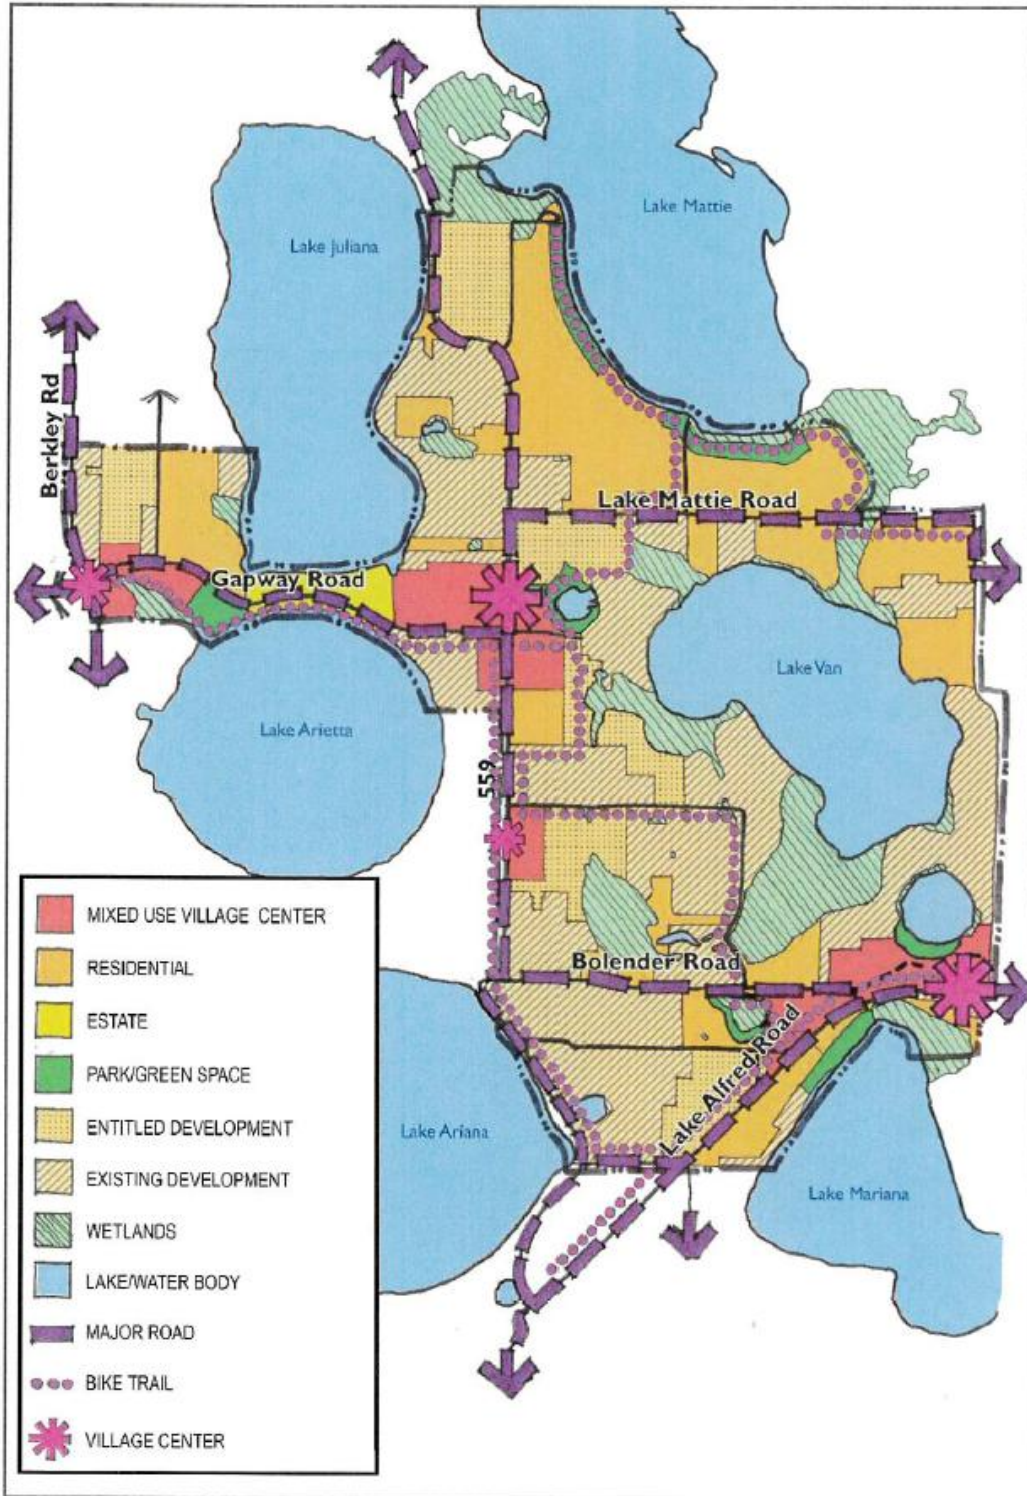 Lake Mattie
Lake Juliana
Berkley Rd
Lake Mattie Road
Gapway Road
Lake Van
Lake Arietta
559
Bolender Road
Lake Alfred Road
Lake Ariana
Lake Mariana
MIXED USE VILLAGE CENTER
RESIDENTIAL
ESTATE
PARK/GREEN SPACE
ENTITLED DEVELOPMENT
EXISTING DEVELOPMENT
WETLANDS
LAKE/WATER BODY
MAJOR ROAD
BIKE TRAIL
VILLAGE CENTER